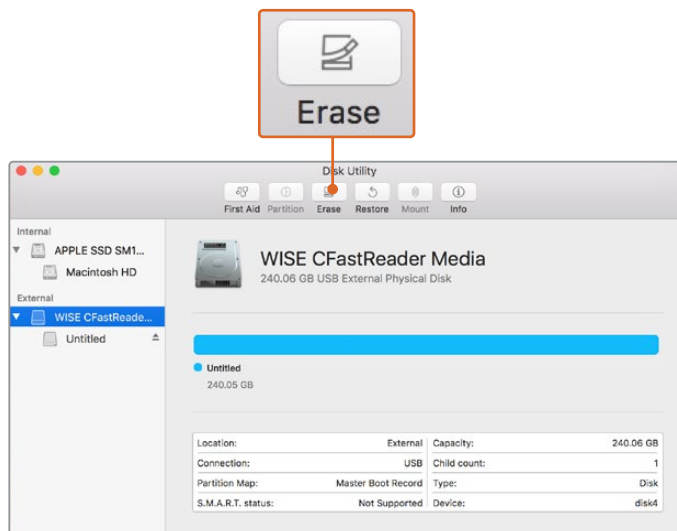 Erase
Disk Utility
First Aid Partition Erase Restore Mount Info
Internal
APPLE SSD SM1...
Macintosh HD
External
WISE CFastReade...
Untitled
WISE CFastReader Media
240.06 GB USB External Physical Disk
Untitled
240.05 GB
Location: External Capacity: 240.06 GB
Connection: USB Child count: 1
Partition Map: Master Boot Record Type: Disk
S.M.A.R.T. status: Not Supported Device: disk4